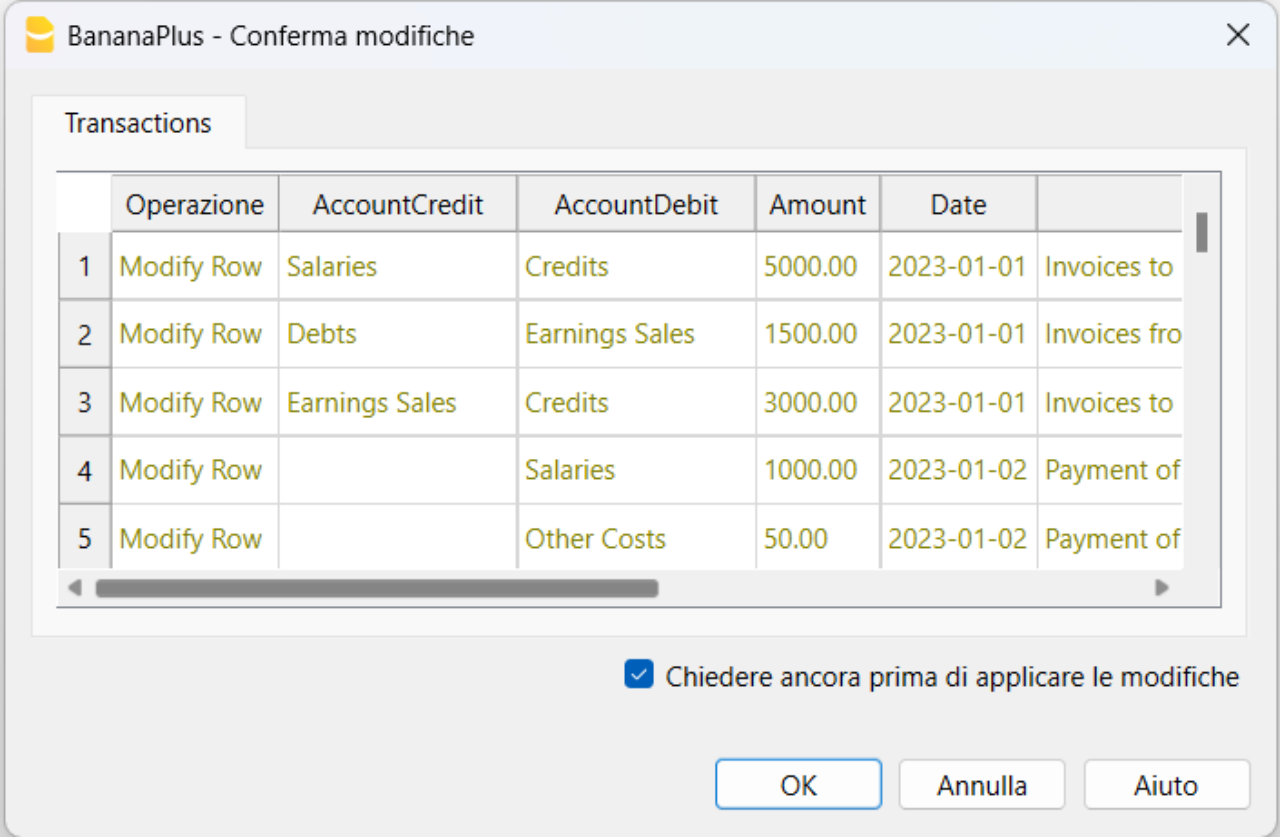 BananaPlus - Conferma modifiche
Transactions
Operazione AccountCredit AccountDebit Amount Date
1 Modify Row Salaries Credits 5000.00 2023-01-01 Invoices to
2 Modify Row Debts Earnings Sales 1500.00 2023-01-01 Invoices fro
3 Modify Row Earnings Sales Credits 3000.00 2023-01-01 Invoices to
4 Modify Row Salaries 1000.00 2023-01-02 Payment of
5 Modify Row Other Costs 50.00 2023-01-02 Payment of
Chiedere ancora prima di applicare le modifiche
OK Annulla Aiuto